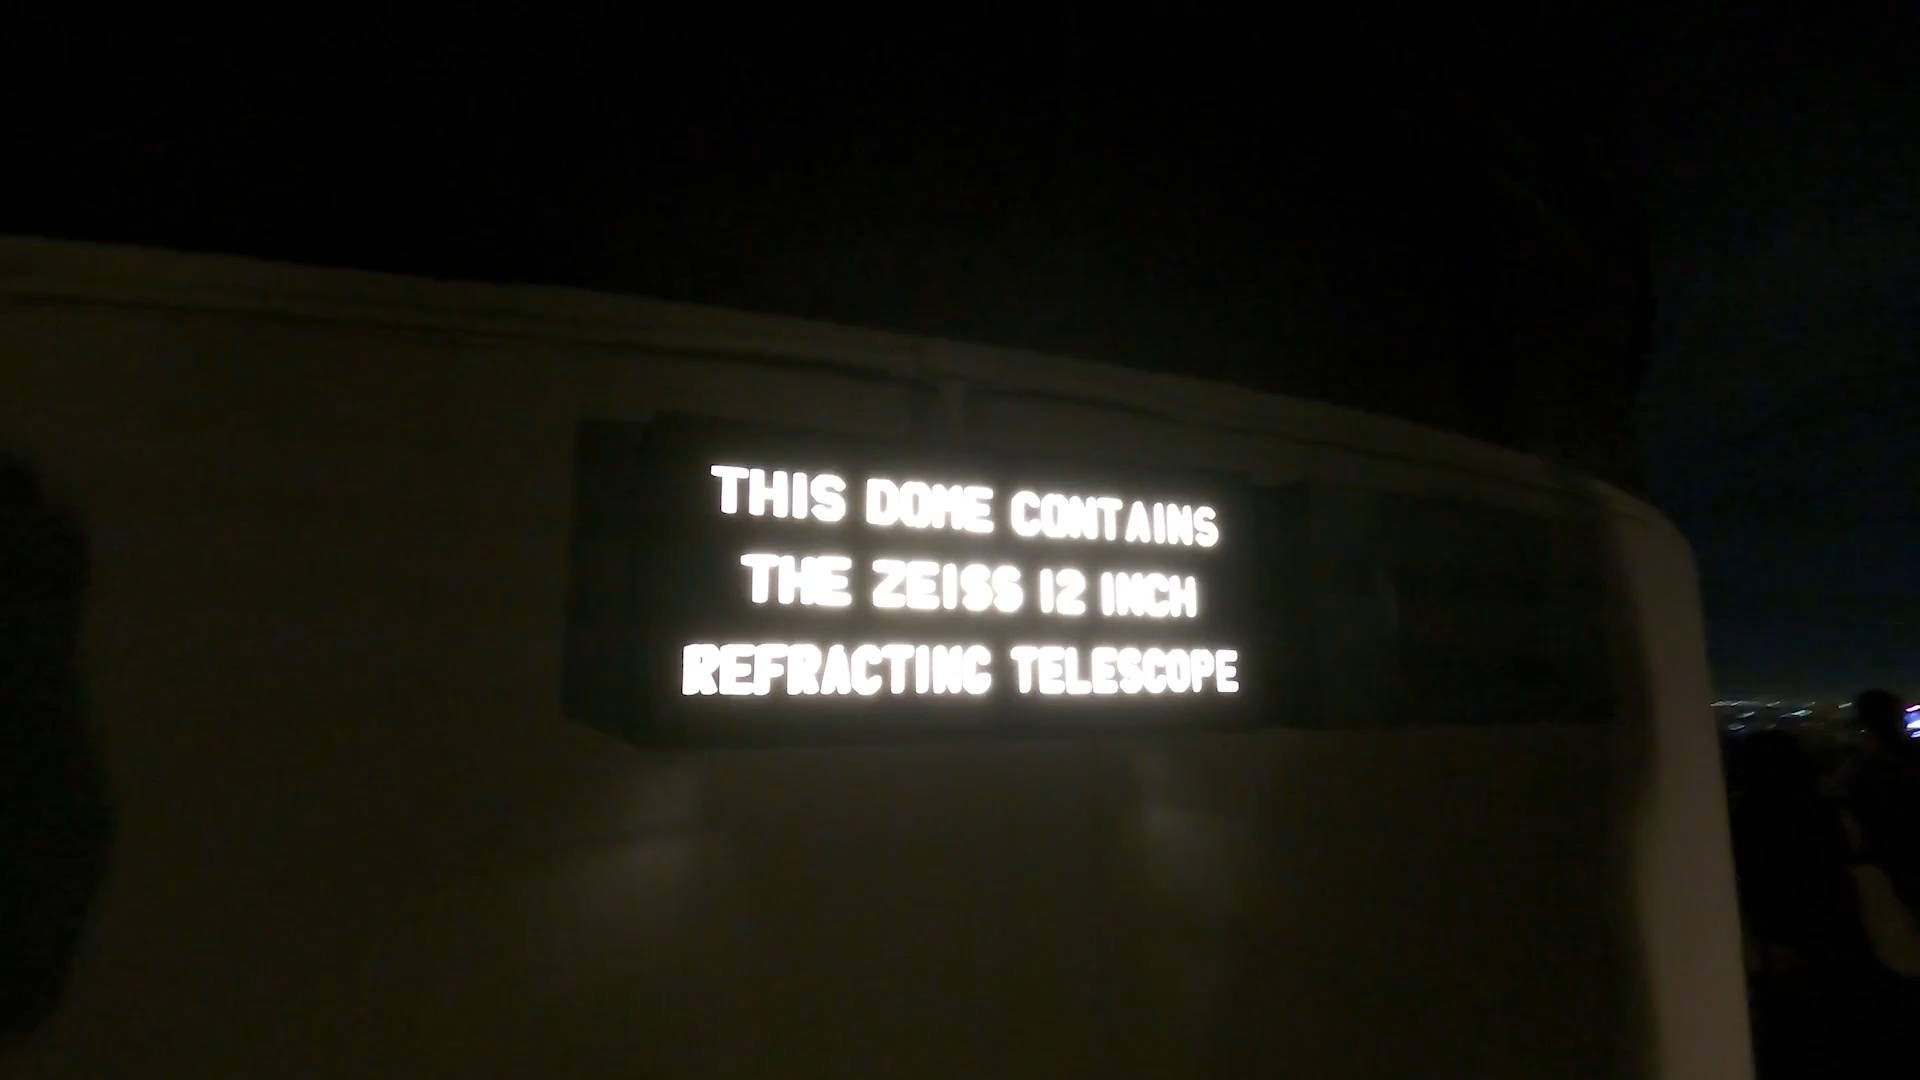 THIS DOME CONTAINS
THE ZEISS 12 INCH
REFRACTING TELESCOPE